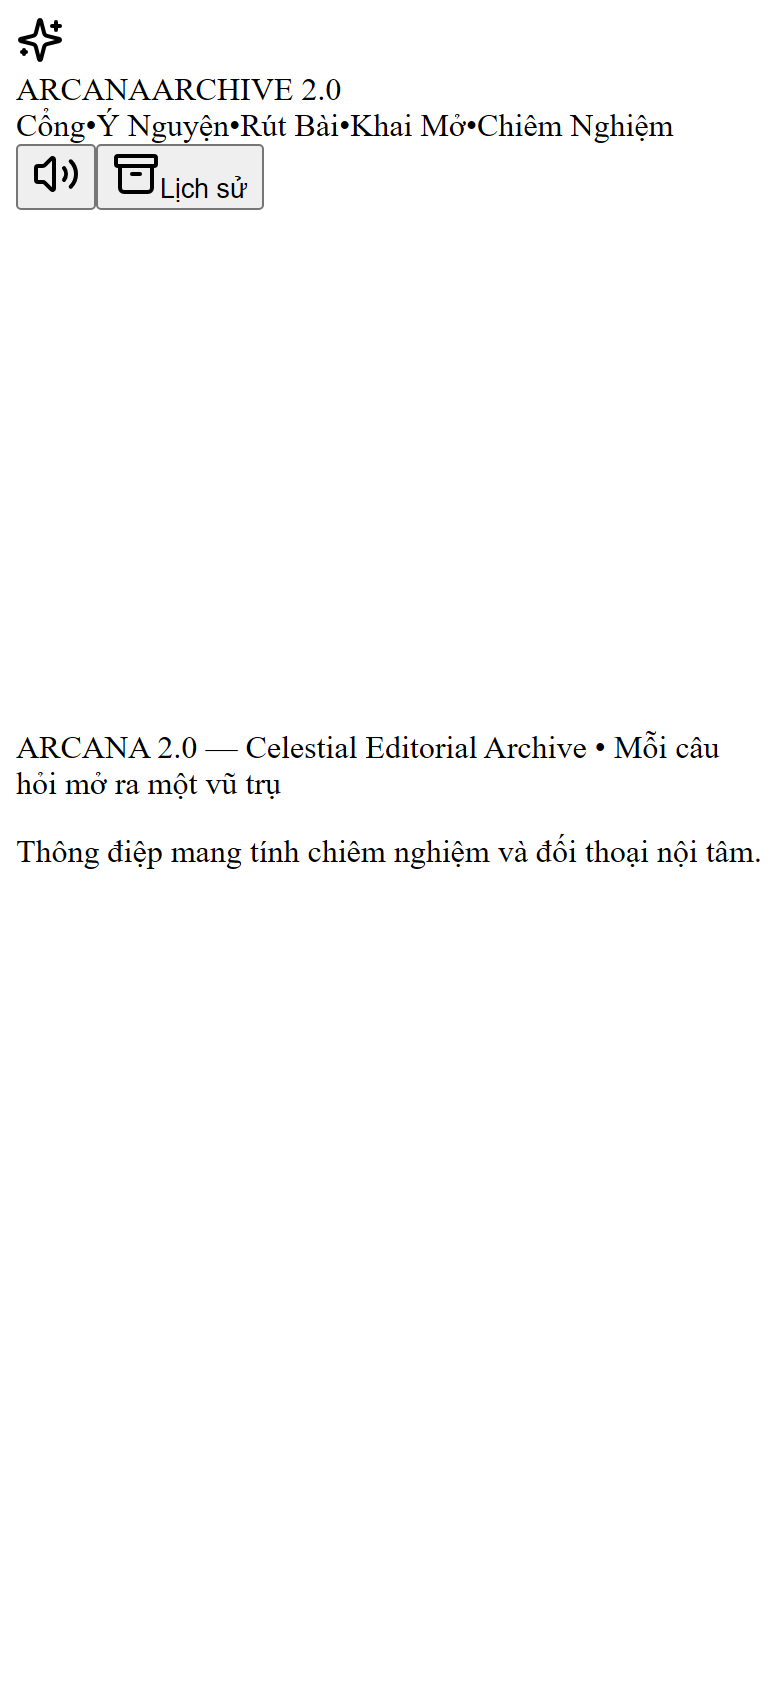 ARCANAARCHIVE 2.0
Cổng•Ý Nguyện•Rút Bài•Khai Mở•Chiêm Nghiệm
Lịch sử
ARCANA 2.0 — Celestial Editorial Archive • Mỗi câu
hỏi mở ra một vũ trụ
Thông điệp mang tính chiêm nghiệm và đối thoại nội tâm.